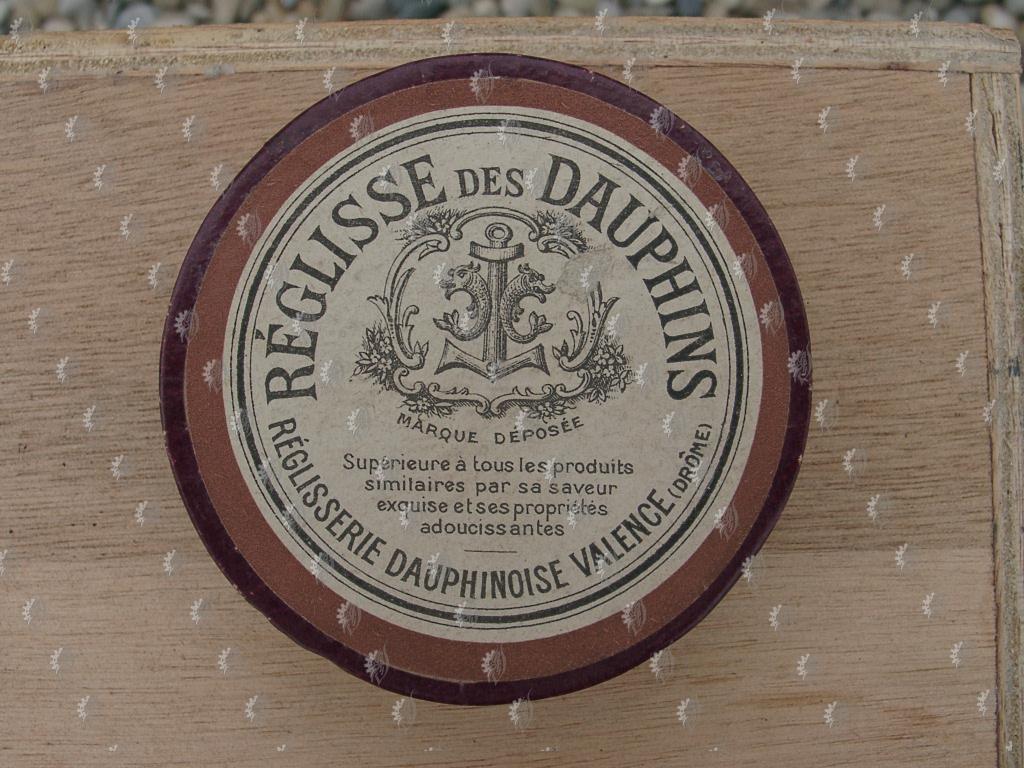 RÉGLISSE DES DAUPHINS
MARQUE DÉPOSÉE
Supérieure à tous les produits
similaires par sa saveur
exquise et ses propriétés
adoucissantes
RÉGLISSERIE DAUPHINOISE VALENCE (DRÔME)